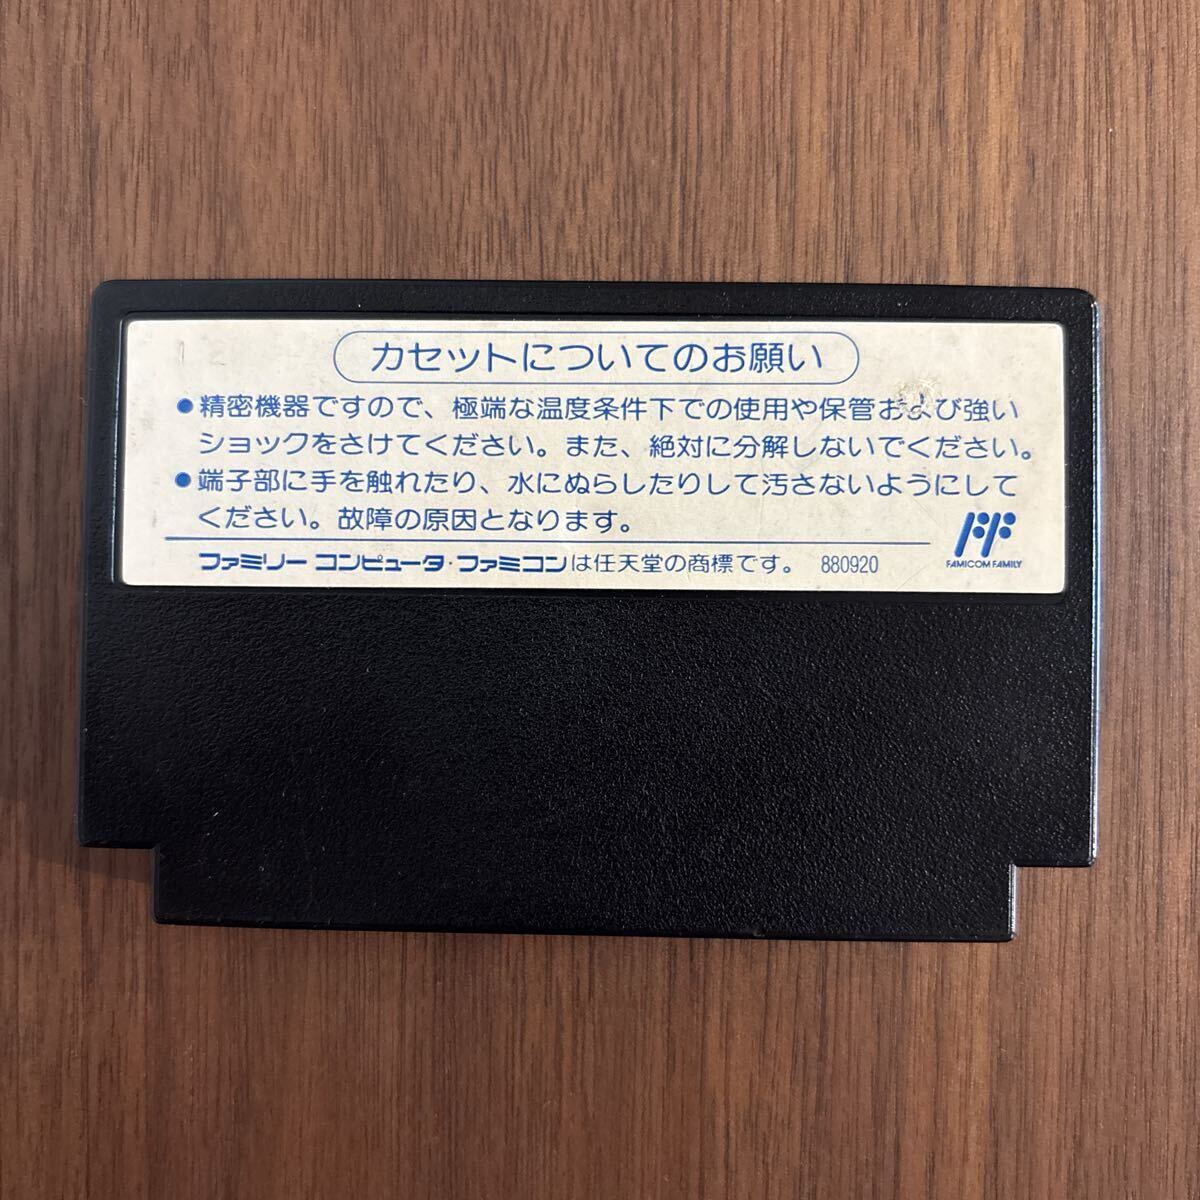 1 2
カセットについてのお願い
●精密機器ですので、極端な温度条件下での使用や保管および強い
ショックをさけてください。また、絶対に分解しないでください。
●端子部に手を触れたり、水にぬらしたりして汚さないようにして
ください。故障の原因となります。
ファミリーコンピュータ・ファミコンは任天堂の商標です。 880920
FAMICOM FAMILY